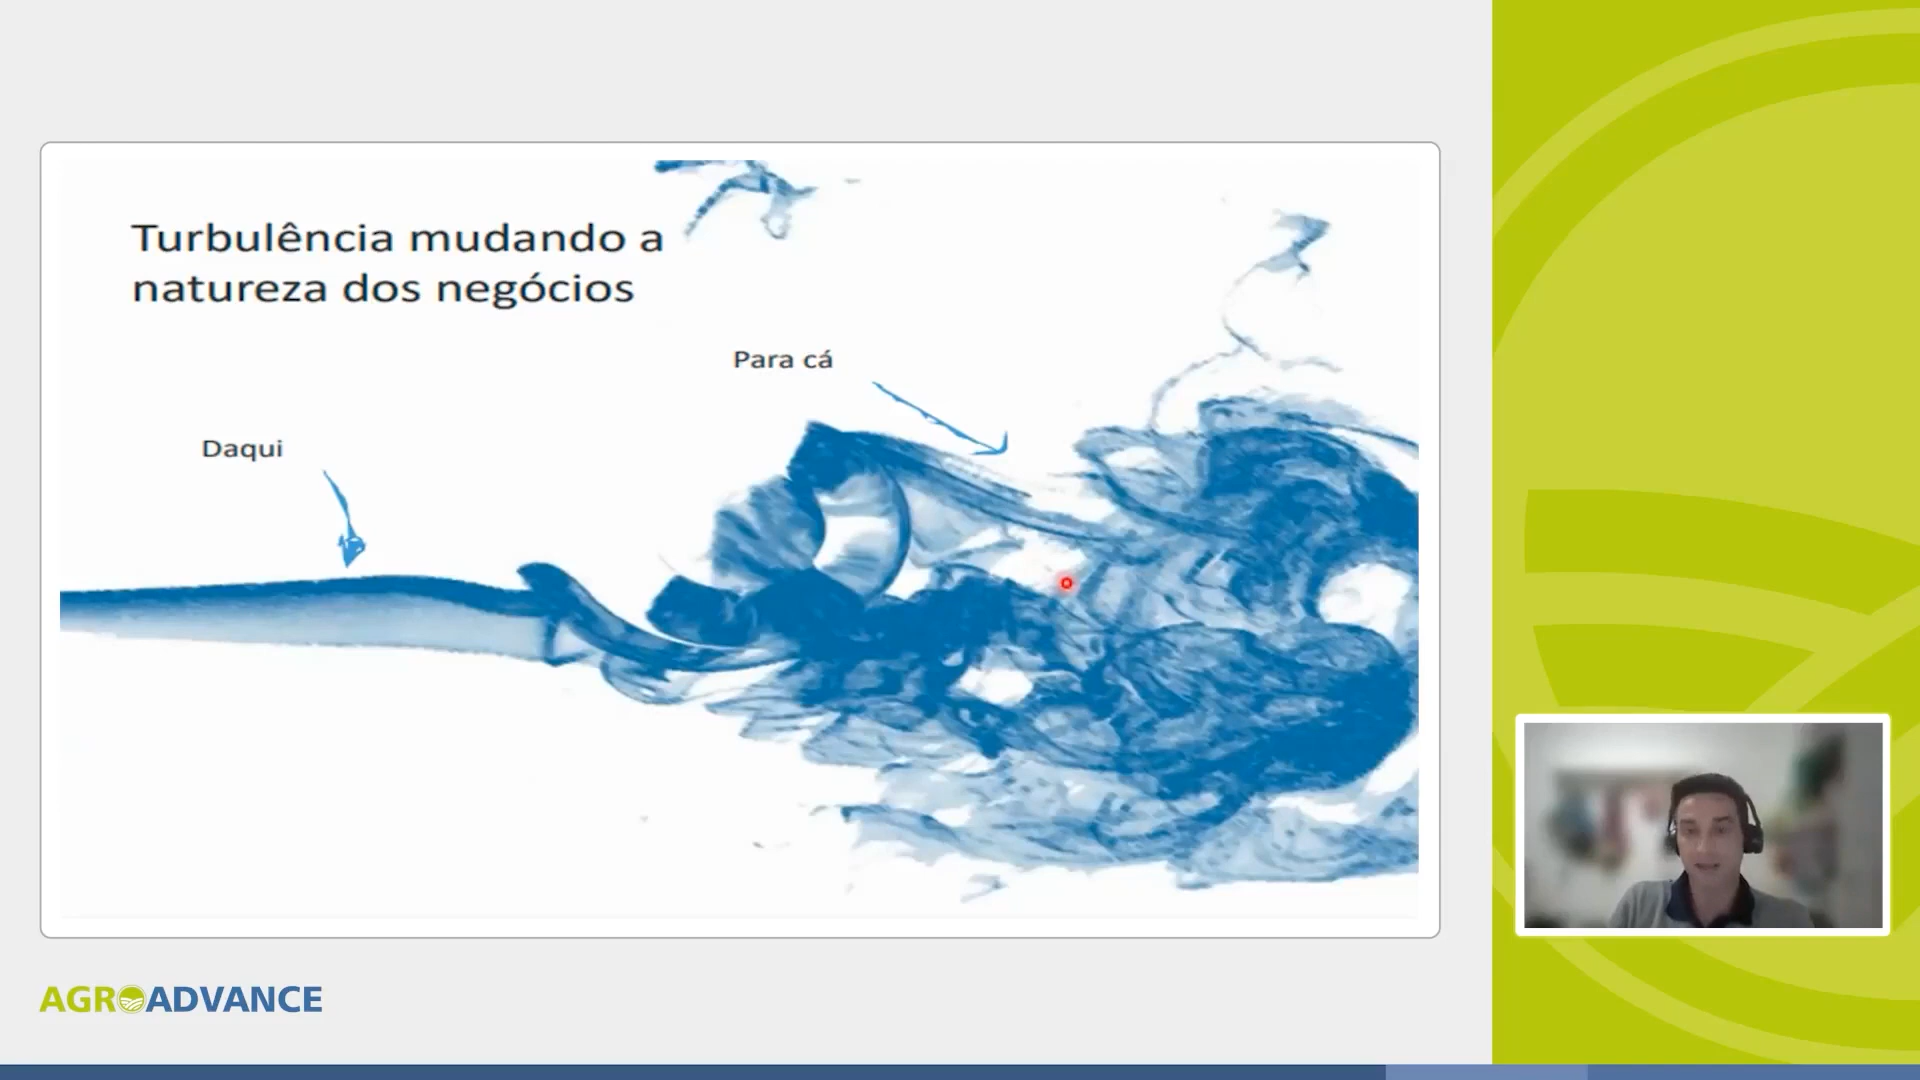 Turbulência mudando a
natureza dos negócios
Para cá
Daqui
AGROADVANCE